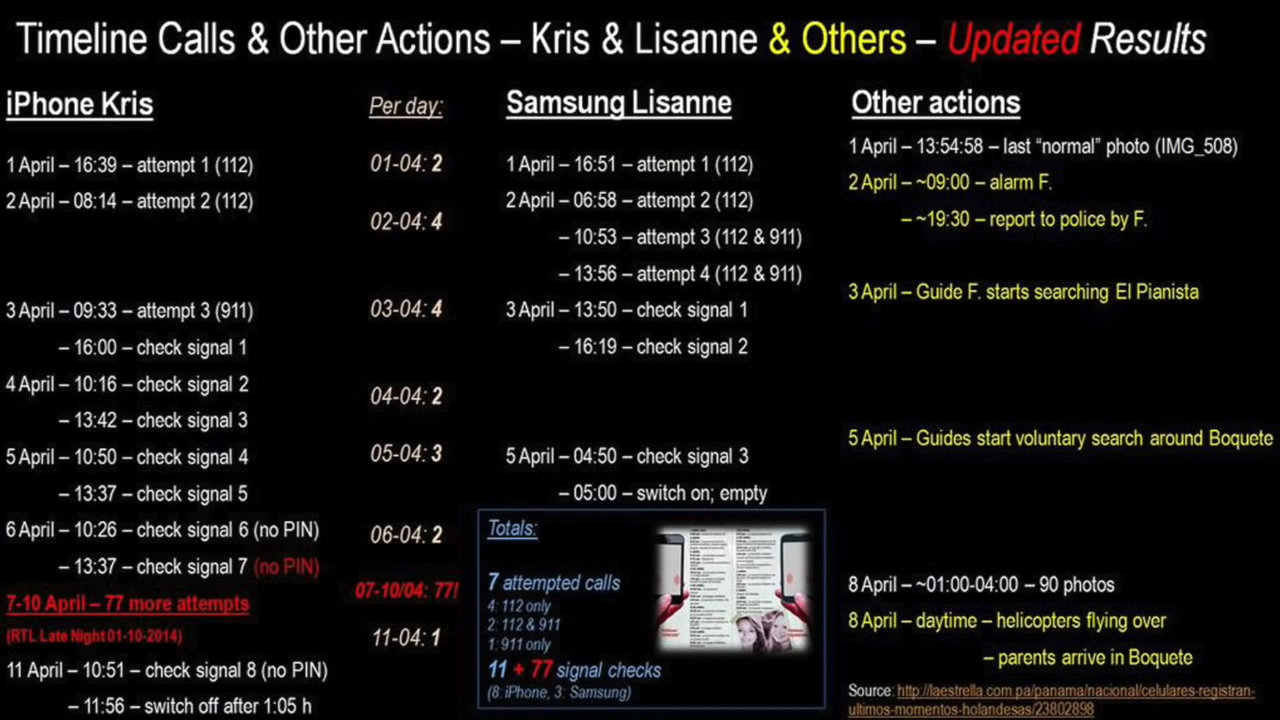 Timeline Calls & Other Actions – Kris & Lisanne & Others – Updated Results
iPhone Kris
1 April – 16:39 – attempt 1 (112)
2 April – 08:14 – attempt 2 (112)
3 April – 09:33 – attempt 3 (911)
– 16:00 – check signal 1
4 April – 10:16 – check signal 2
– 13:42 – check signal 3
5 April – 10:50 – check signal 4
– 13:37 – check signal 5
6 April – 10:26 – check signal 6 (no PIN)
– 13:37 – check signal 7 (no PIN)
7-10 April – 77 more attempts
(RTL Late Night 01-10-2014)
11 April – 10:51 – check signal 8 (no PIN)
– 11:56 – switch off after 1:05 h
Per day:
01-04: 2
02-04: 4
03-04: 4
04-04: 2
05-04: 3
06-04: 2
07-10/04: 77!
11-04: 1
Samsung Lisanne
1 April – 16:51 – attempt 1 (112)
2 April – 06:58 – attempt 2 (112)
– 10:53 – attempt 3 (112 & 911)
– 13:56 – attempt 4 (112 & 911)
3 April – 13:50 – check signal 1
– 16:19 – check signal 2
5 April – 04:50 – check signal 3
– 05:00 – switch on; empty
Totals:
7 attempted calls
4: 112 only
2: 112 & 911
1: 911 only
11 + 77 signal checks
(8: iPhone, 3: Samsung)
Other actions
1 April – 13:54:58 – last “normal” photo (IMG_508)
2 April – ~09:00 – alarm F.
– ~19:30 – report to police by F.
3 April – Guide F. starts searching El Pianista
5 April – Guides start voluntary search around Boquete
8 April – ~01:00-04:00 – 90 photos
8 April – daytime – helicopters flying over
– parents arrive in Boquete
Source: http://laestrella.com.pa/panama/nacional/celulares-registran-
ultimos-momentos-holandesas/23802898